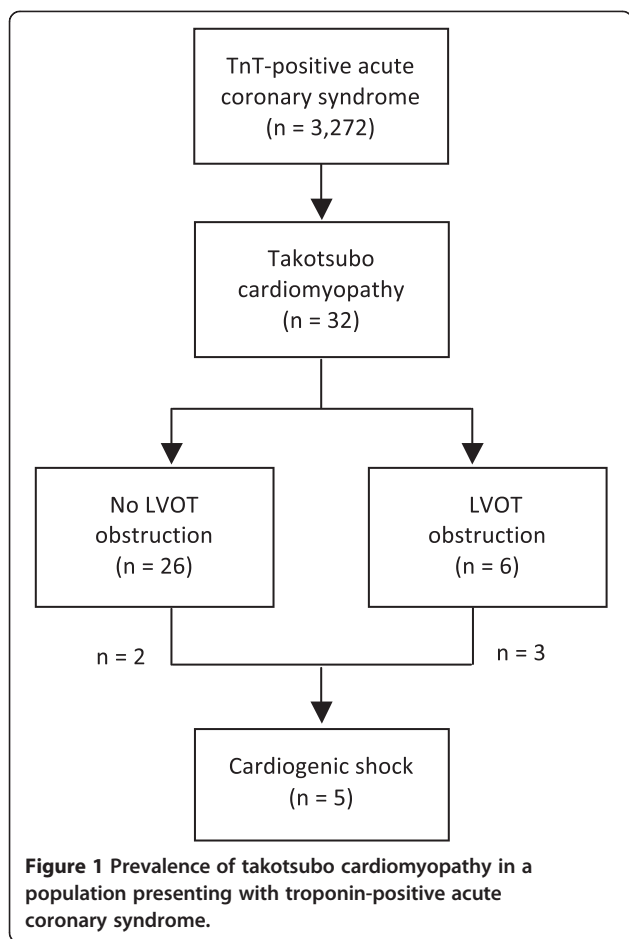 TnT-positive acute
coronary syndrome
(n = 3,272)
Takotsubo
cardiomyopathy
(n = 32)
No LVOT
obstruction
(n = 26)
LVOT
obstruction
(n = 6)
n = 2
n = 3
Cardiogenic shock
(n = 5)
Figure 1 Prevalence of takotsubo cardiomyopathy in a
population presenting with troponin-positive acute
coronary syndrome.